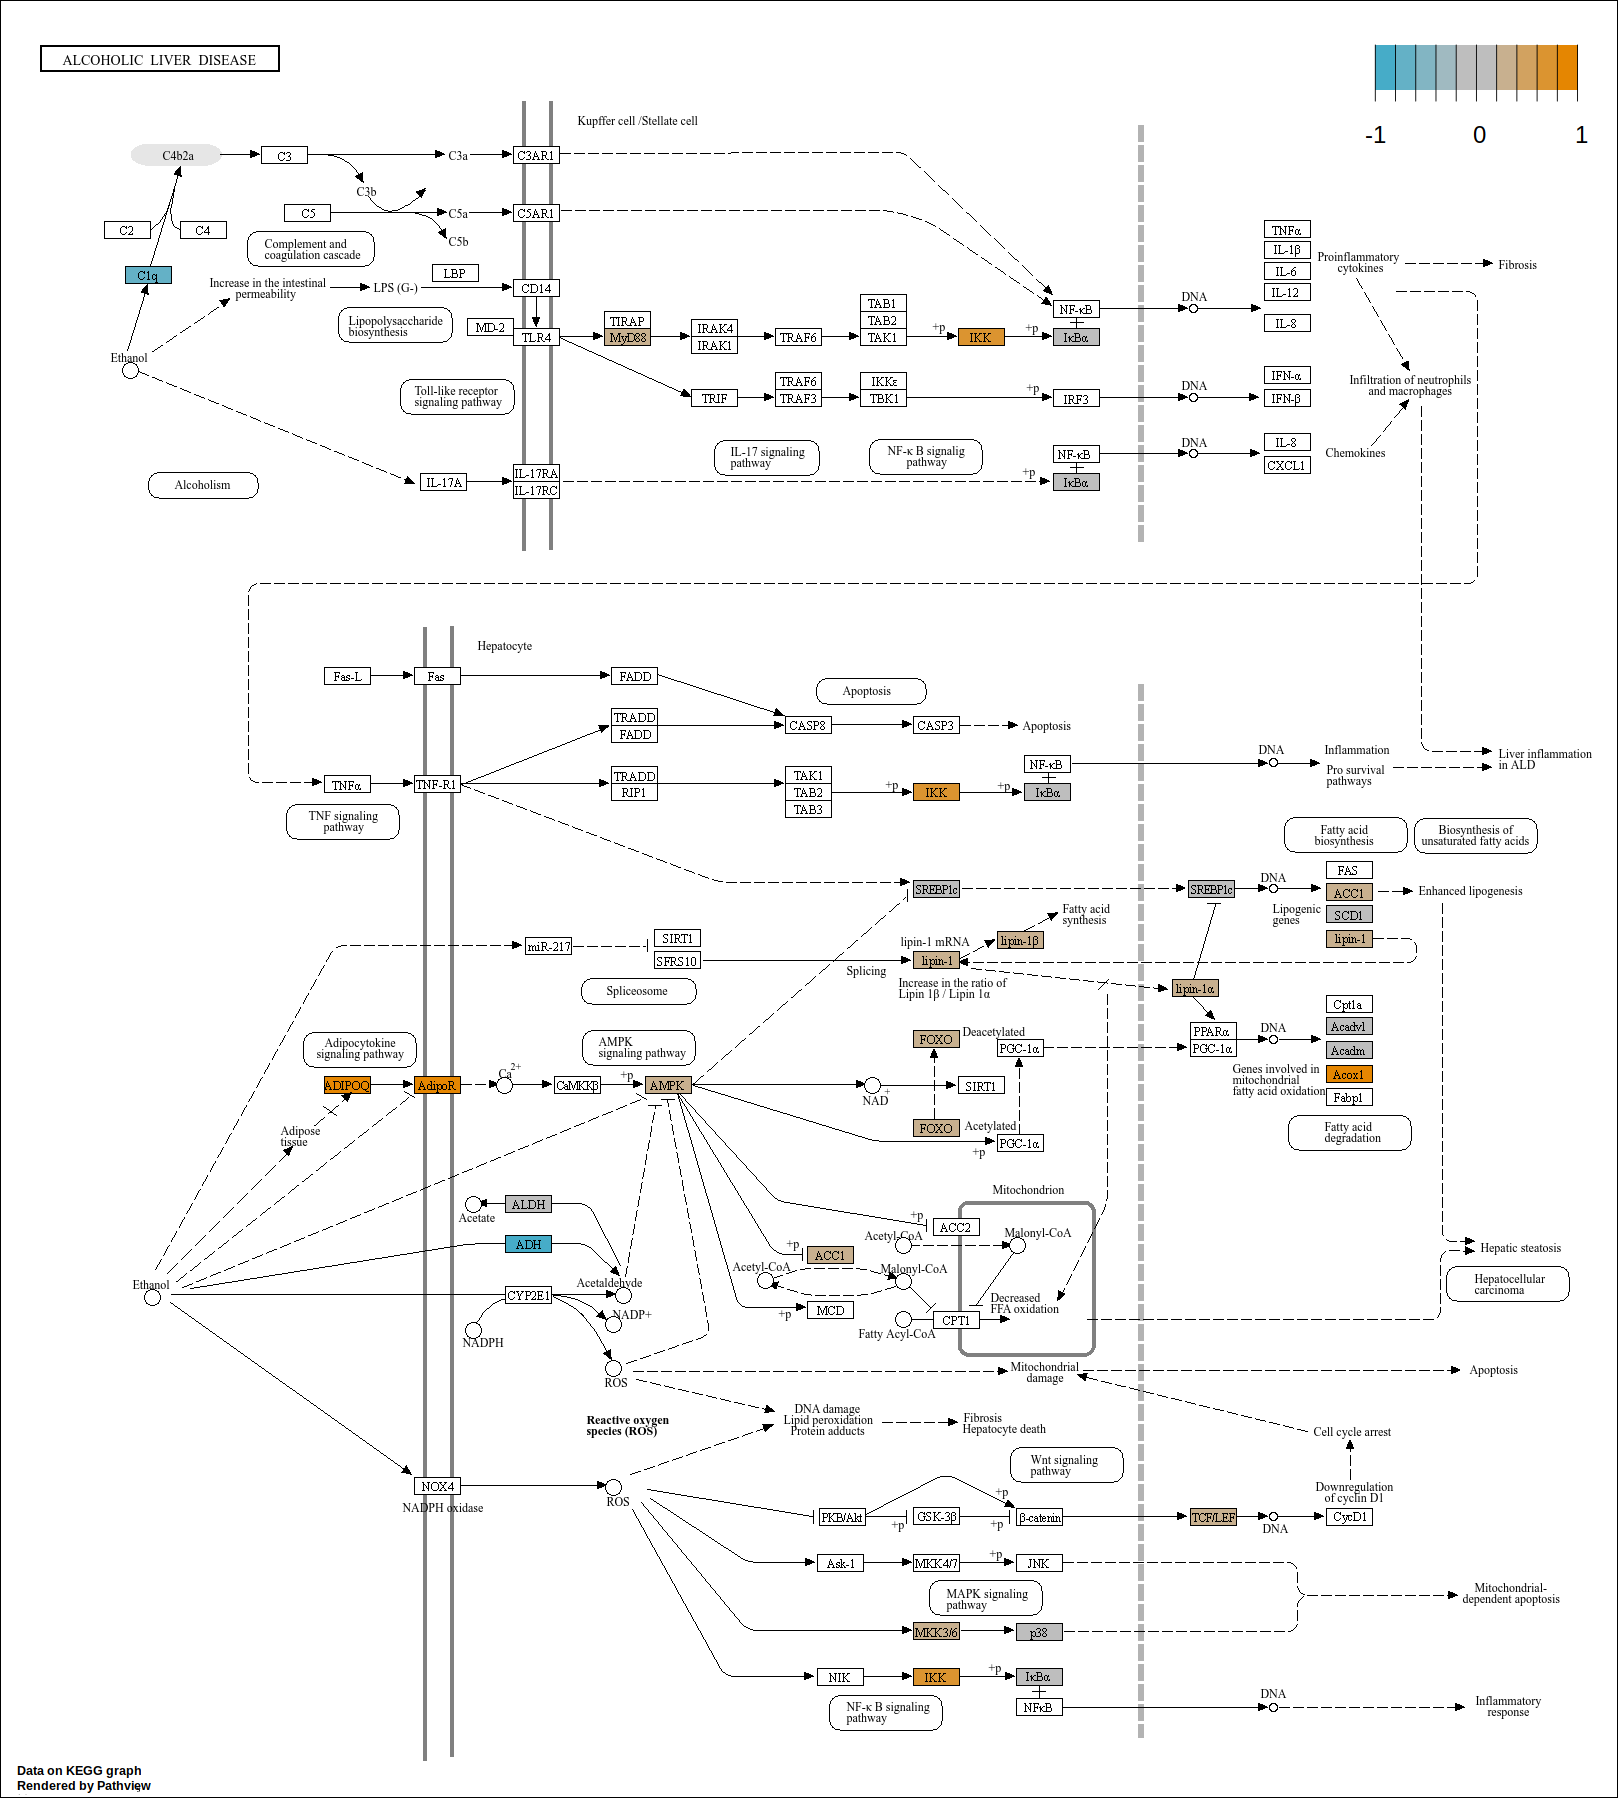 ALCOHOLIC LIVER DISEASE
-1
0
1
Kupffer cell /Stellate cell
C4b2a
C3
C3a
C3AR1
C3b
C5
C5a
C5AR1
C5b
C2
C4
Complement and
coagulation cascade
C1q
LBP
Increase in the intestinal
permeability
LPS (G-)
CD14
Lipopolysaccharide
biosynthesis
MD-2
TLR4
TIRAP
MyD88
IRAK4
IRAK1
TRAF6
TAB1
TAB2
TAK1
+p
IKK
+p
NF-κB
IκBα
DNA
TNFα
IL-1β
IL-6
IL-12
IL-8
Proinflammatory
cytokines
Fibrosis
Ethanol
Toll-like receptor
signaling pathway
TRIF
TRAF6
TRAF3
IKKε
TBK1
+p
IRF3
DNA
IFN-α
IFN-β
Infiltration of neutrophils
and macrophages
Alcoholism
IL-17A
IL-17RA
IL-17RC
IL-17 signaling
pathway
NF-κ B signalig
pathway
+p
NF-κB
IκBα
DNA
IL-8
CXCL1
Chemokines
Hepatocyte
Fas-L
Fas
FADD
Apoptosis
TRADD
FADD
CASP8
CASP3
Apoptosis
TNFα
TNF-R1
TRADD
RIP1
TAK1
TAB2
TAB3
+p
IKK
+p
NF-κB
IκBα
DNA
Inflammation
Pro survival
pathways
Liver inflammation
in ALD
TNF signaling
pathway
Fatty acid
biosynthesis
Biosynthesis of
unsaturated fatty acids
SREBP1c
SREBP1c
DNA
FAS
ACC1
SCD1
lipin-1
Lipogenic
genes
Enhanced lipogenesis
miR-217
SIRT1
SFRS10
Splicing
lipin-1 mRNA
lipin-1
lipin-1β
Fatty acid
synthesis
Increase in the ratio of
Lipin 1β / Lipin 1α
lipin-1α
Spliceosome
Adipocytokine
signaling pathway
AMPK
signaling pathway
FOXO
Deacetylated
PGC-1α
PPARα
PGC-1α
DNA
Cpt1a
Acadvl
Acadm
Acox1
Fabp1
Genes involved in
mitochondrial
fatty acid oxidation
ADIPOQ
AdipoR
Ca2+
CaMKKβ
+p
AMPK
NAD
+
SIRT1
FOXO
Acetylated
PGC-1α
+p
Fatty acid
degradation
Adipose
tissue
Mitochondrion
Acetate
ALDH
ADH
+p
ACC2
Acetyl-CoA
Malonyl-CoA
+p
ACC1
Acetyl-CoA
Malonyl-CoA
Hepatic steatosis
Ethanol
CYP2E1
Acetaldehyde
NADP+
NADPH
+p
MCD
Fatty Acyl-CoA
CPT1
Decreased
FFA oxidation
Hepatocellular
carcinoma
ROS
Mitochondrial
damage
Apoptosis
Reactive oxygen
species (ROS)
DNA damage
Lipid peroxidation
Protein adducts
Fibrosis
Hepatocyte death
Cell cycle arrest
Wnt signaling
pathway
NOX4
NADPH oxidase
ROS
Downregulation
of cyclin D1
PKB/Akt
+p
GSK-3β
+p
+p
β-catenin
TCF/LEF
DNA
CycD1
Ask-1
MKK4/7
+p
JNK
MAPK signaling
pathway
Mitochondrial-
dependent apoptosis
MKK3/6
p38
NIK
IKK
+p
IκBα
NFκB
NF-κ B signaling
pathway
DNA
Inflammatory
response
Data on KEGG graph
Rendered by Pathview